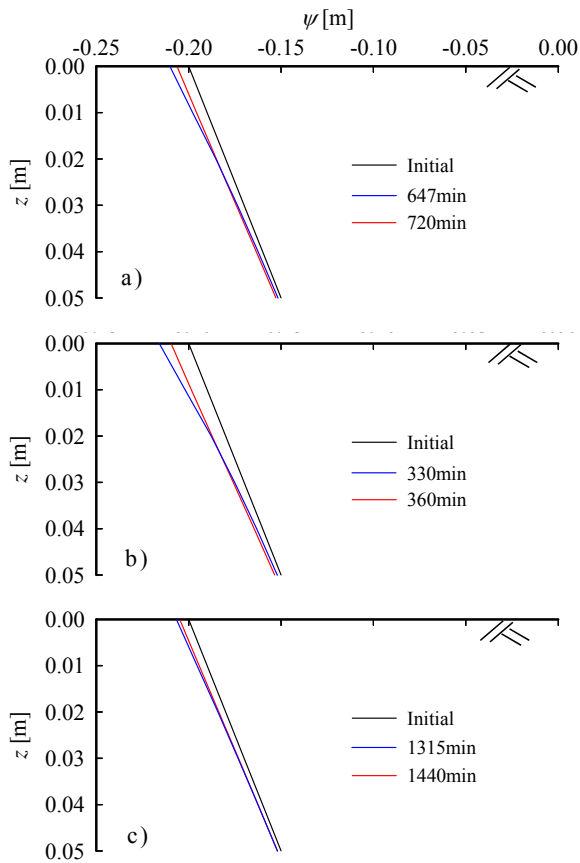 ψ [m]
-0.25 -0.20 -0.15 -0.10 -0.05 0.00
0.00
0.01
0.02
0.03
0.04
0.05
z [m]
Initial
647min
720min
a)
0.00
0.01
0.02
0.03
0.04
0.05
z [m]
Initial
330min
360min
b)
0.00
0.01
0.02
0.03
0.04
0.05
z [m]
Initial
1315min
1440min
c)